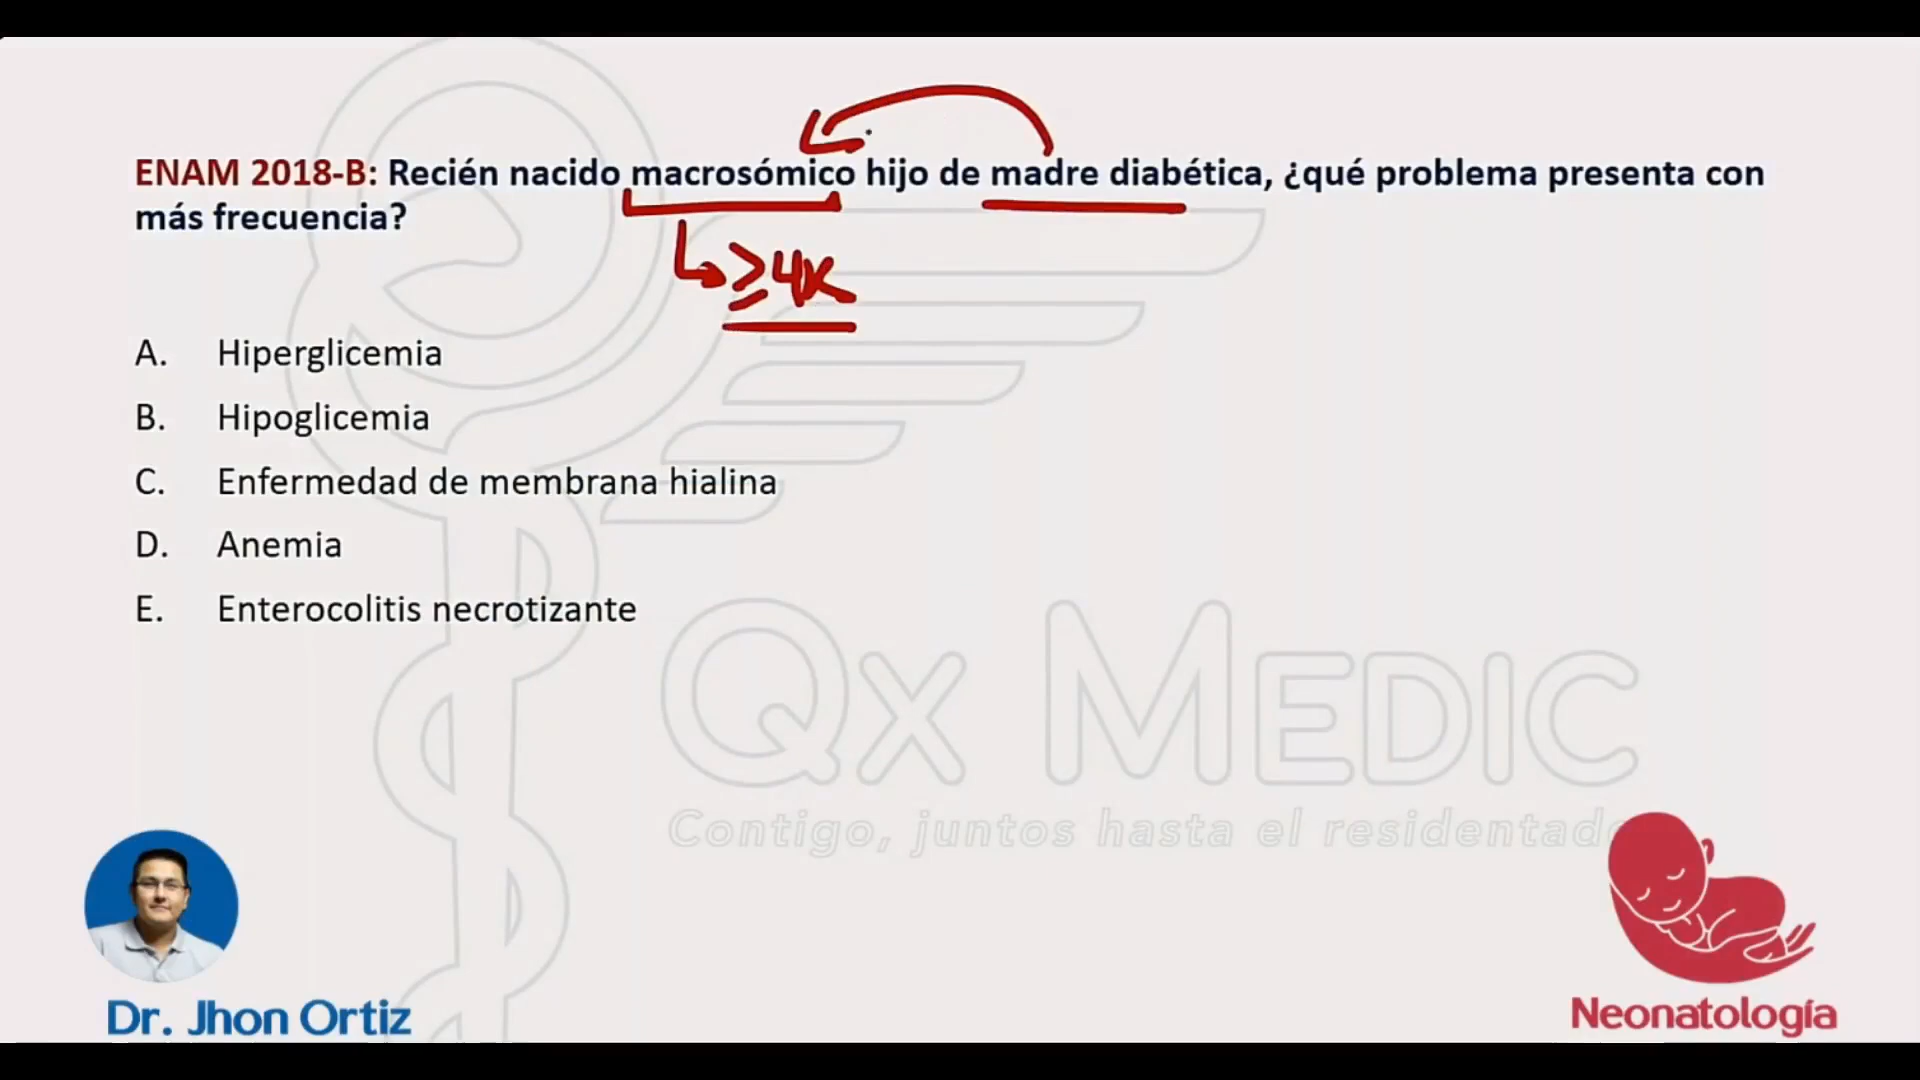 ENAM 2018-B: Recién nacido macrosómico hijo de madre diabética, ¿qué problema presenta con
más frecuencia?
≥4K
A. Hiperglicemia
B. Hipoglicemia
C. Enfermedad de membrana hialina
D. Anemia
E. Enterocolitis necrotizante
QX MEDIC
Contigo, juntos hasta el residentado
Dr. Jhon Ortiz
Neonatología